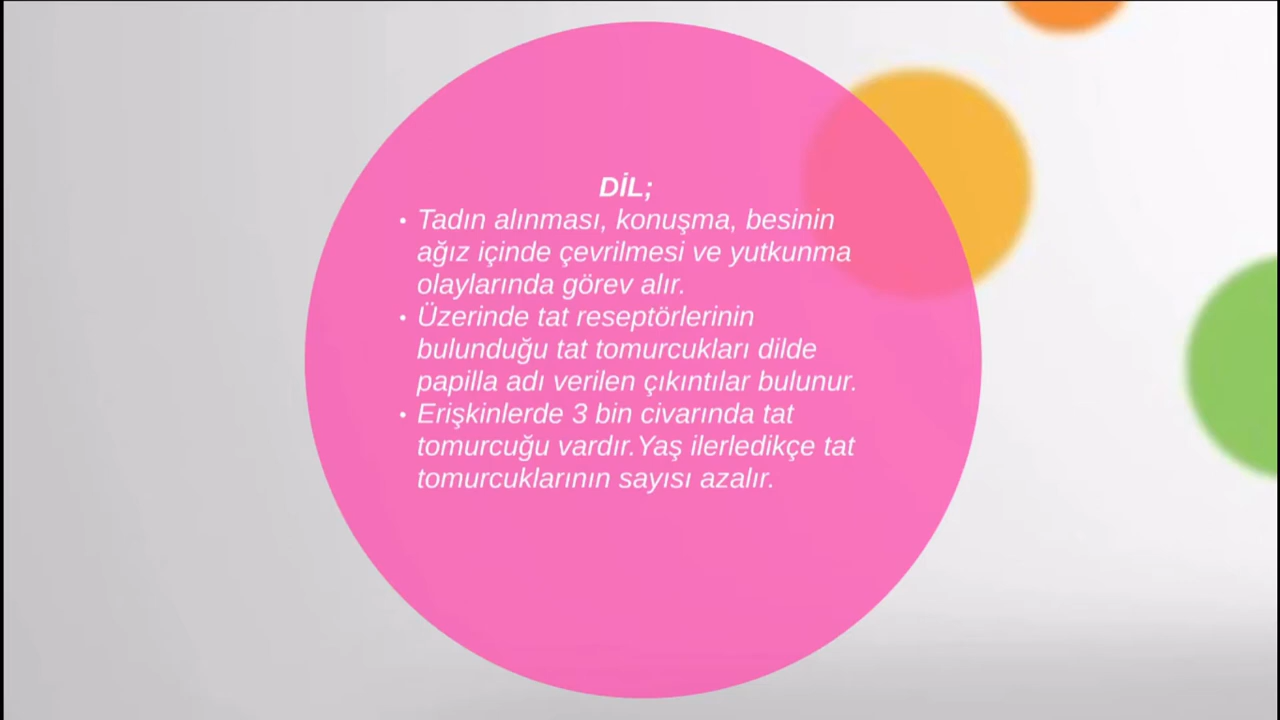 DİL;
• Tadın alınması, konuşma, besinin
ağız içinde çevrilmesi ve yutkunma
olaylarında görev alır.
• Üzerinde tat reseptörlerinin
bulunduğu tat tomurcukları dilde
papilla adı verilen çıkıntılar bulunur.
• Erişkinlerde 3 bin civarında tat
tomurcuğu vardır.Yaş ilerledikçe tat
tomurcuklarının sayısı azalır.